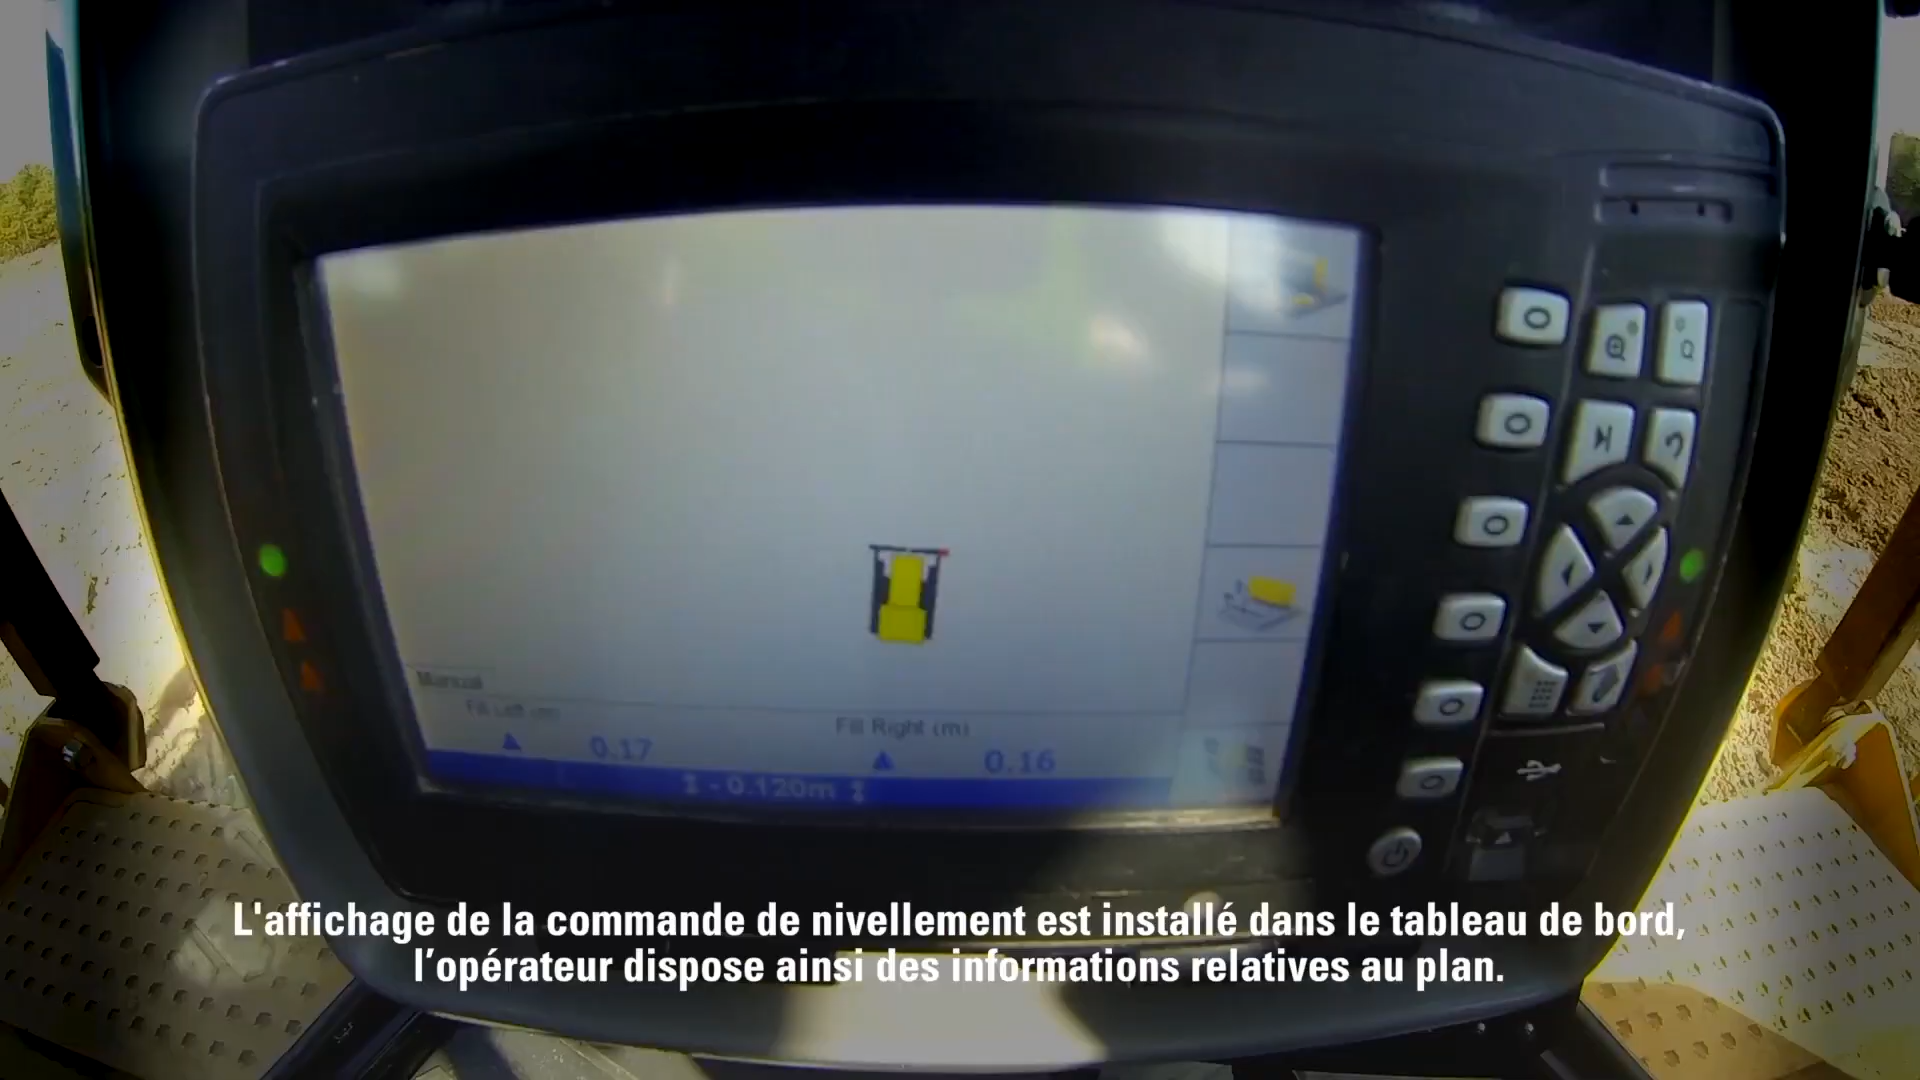 Manual
Fill Left (m)
Fill Right (m)
0.17
0.16
- 0.120m
L'affichage de la commande de nivellement est installé dans le tableau de bord,
l’opérateur dispose ainsi des informations relatives au plan.